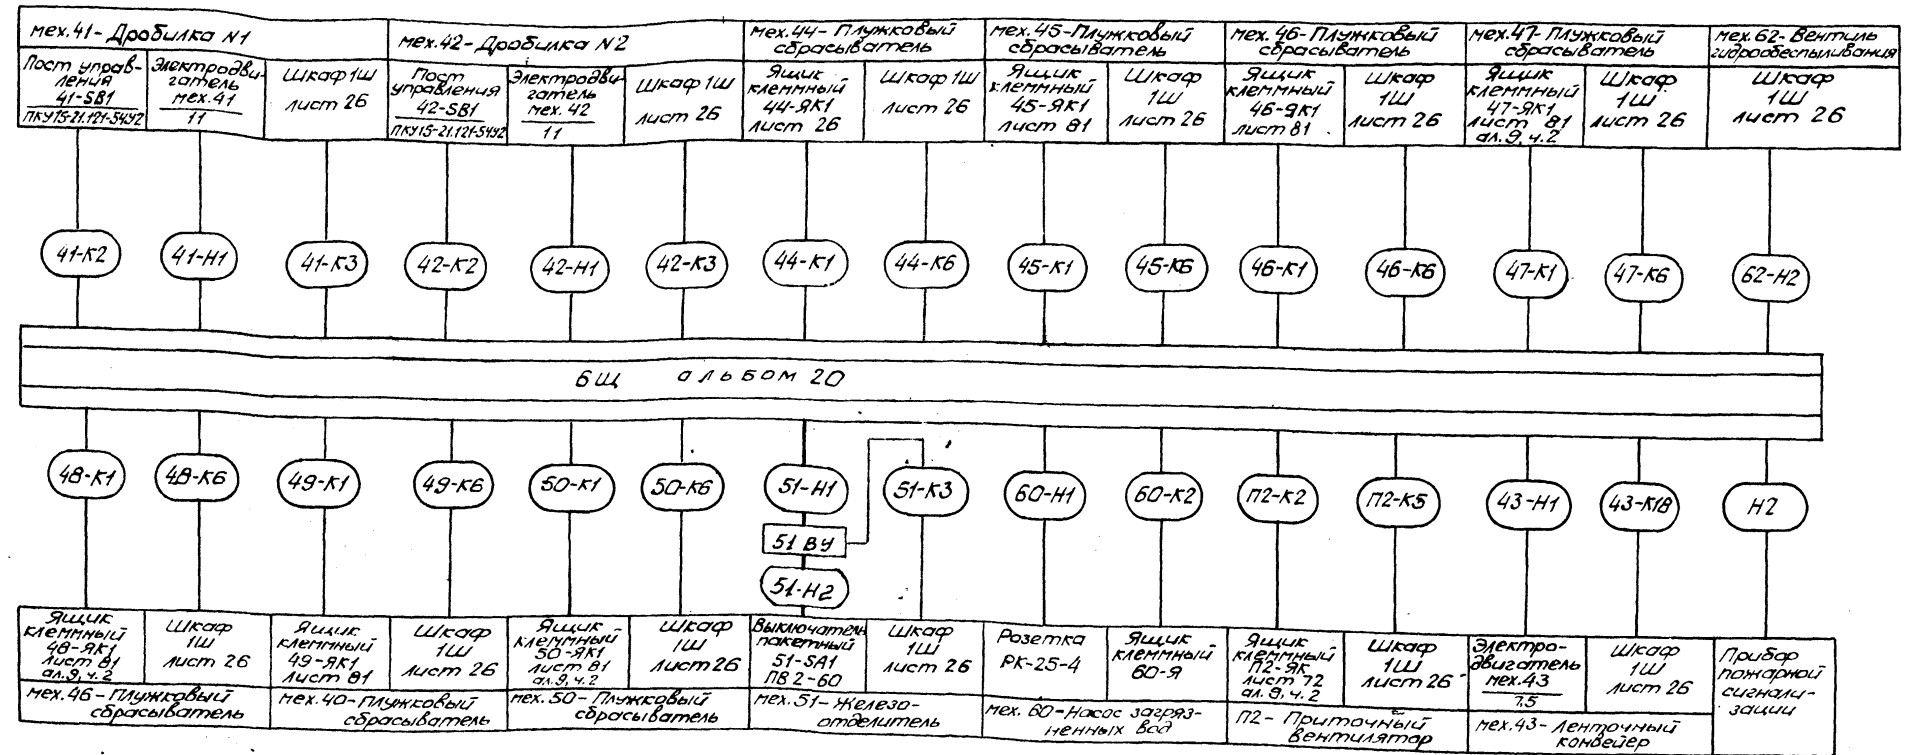 мех.41- Дробилка N1
мех.42- Дробилка N2
мех.44- Плужковый
сбрасыватель
мех.45- Плужковый
сбрасыватель
мех.46- Плужковый
сбрасыватель
мех.47- Плужковый
сбрасыватель
мех.62- Вентиль
гидрообеспыливания
Пост управ-
ления
41-SB1
ПКУ15-21.121-54У2
Электродви-
гатель
мех.41
11
Шкаф 1Ш
лист 26
Пост
управления
42-SB1
ПКУ15-21.121-54У2
Электродви-
гатель
мех. 42
11
Шкаф 1Ш
лист 26
Ящик
клеммный
44-ЯК1
лист 26
Шкаф 1Ш
лист 26
Ящик
клеммный
45-ЯК1
лист 81
Шкаф
1Ш
лист 26
Ящик
клеммный
46-ЯК1
лист 81
Шкаф
1Ш
лист 26
Ящик
клеммный
47-ЯК1
лист 81
ал.9, ч.2
Шкаф
1Ш
лист 26
Шкаф
1Ш
лист 26
41-К2
41-Н1
41-К3
42-К2
42-Н1
42-К3
44-К1
44-К6
45-К1
45-К6
46-К1
46-К6
47-К1
47-К6
62-Н2
6Щ альбом 20
48-К1
48-К6
49-К1
49-К6
50-К1
50-К6
51-Н1
51-К3
60-Н1
60-К2
П2-К2
П2-К5
43-Н1
43-К18
Н2
51 ВУ
51-Н2
Ящик
клеммный
48-ЯК1
лист 81
ал.9, ч.2
Шкаф
1Ш
лист 26
Ящик
клеммный
49-ЯК1
лист 81
Шкаф
1Ш
лист 26
Ящик
клеммный
50-ЯК1
лист 81
ал.9, ч.2
Шкаф
1Ш
лист 26
Выключатель
пакетный
51-SA1
ПВ 2-60
Шкаф
1Ш
лист 26
Розетка
РК-25-4
Ящик
клеммный
60-Я
Ящик
клеммный
П2-ЯК
лист 72
ал.9, ч.2
Шкаф
1Ш
лист 26
Электро-
двигатель
мех.43
7.5
Шкаф
1Ш
лист 26
Прибор
пожарной
сигнали-
зации
мех.46- Плужковый
сбрасыватель
мех.40- Плужковый
сбрасыватель
мех.50- Плужковый
сбрасыватель
мех.51- Железо-
отделитель
мех. 60- Насос загряз-
ненных вод
П2- Приточный
вентилятор
мех.43- Ленточный
конвейер